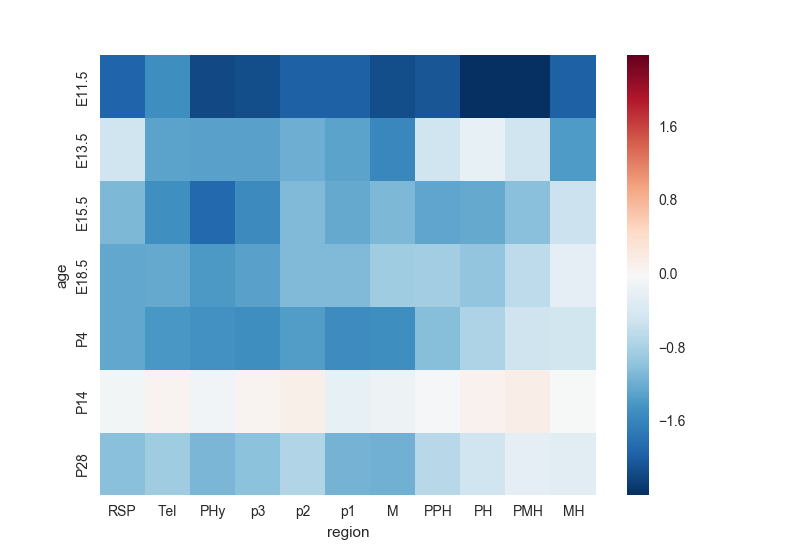 E11.5
E13.5
E15.5
E18.5
P4
P14
P28
age
RSP Tel PHy p3 p2 p1 M PPH PH PMH MH
region
1.6
0.8
0.0
−0.8
−1.6